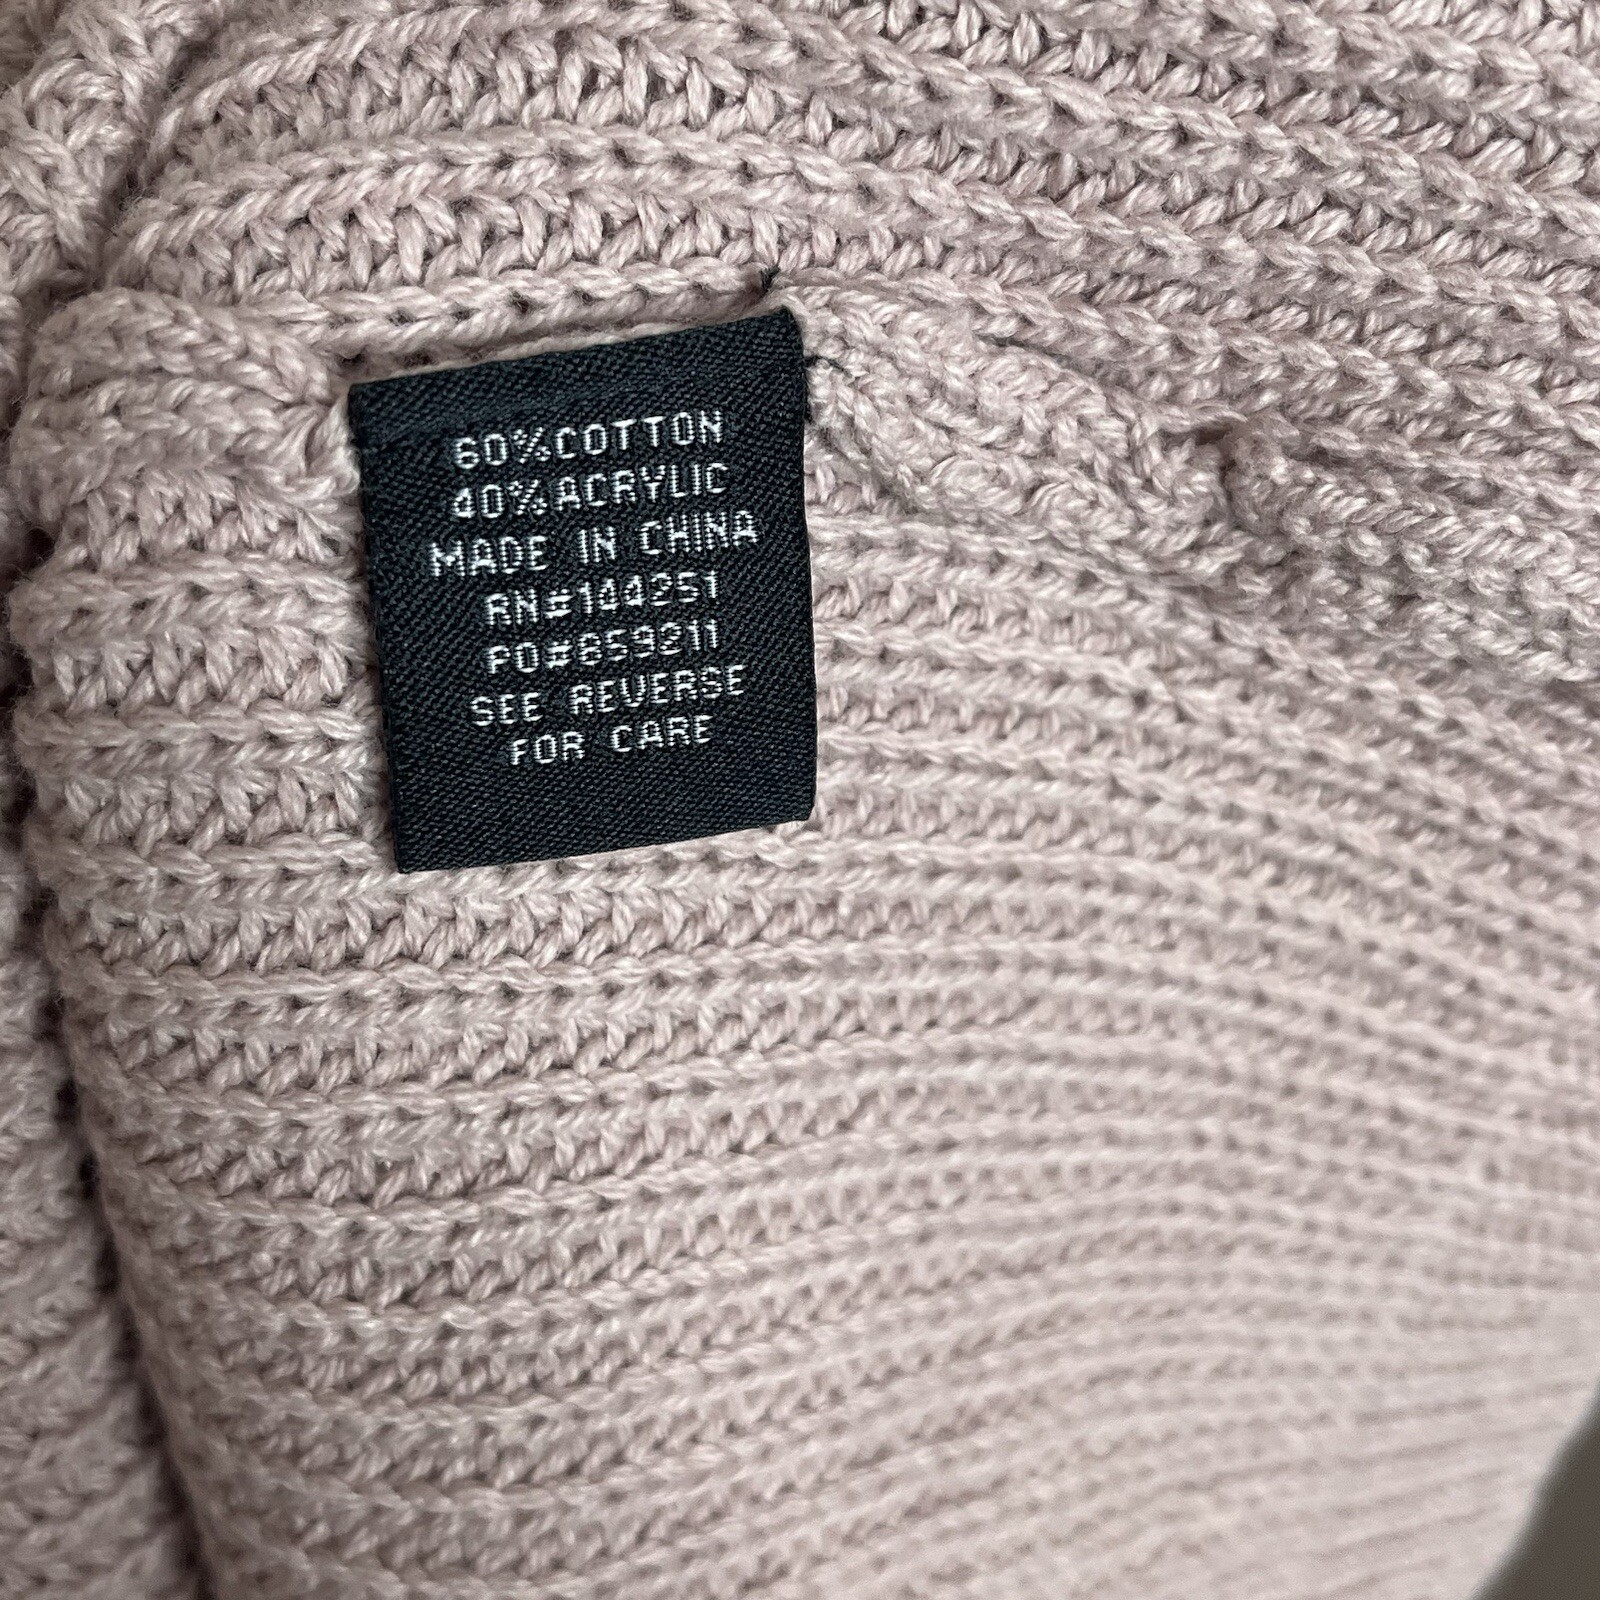 60%COTTON
40%ACRYLIC
MADE IN CHINA
RN#144251
PO#859211
SEE REVERSE
FOR CARE